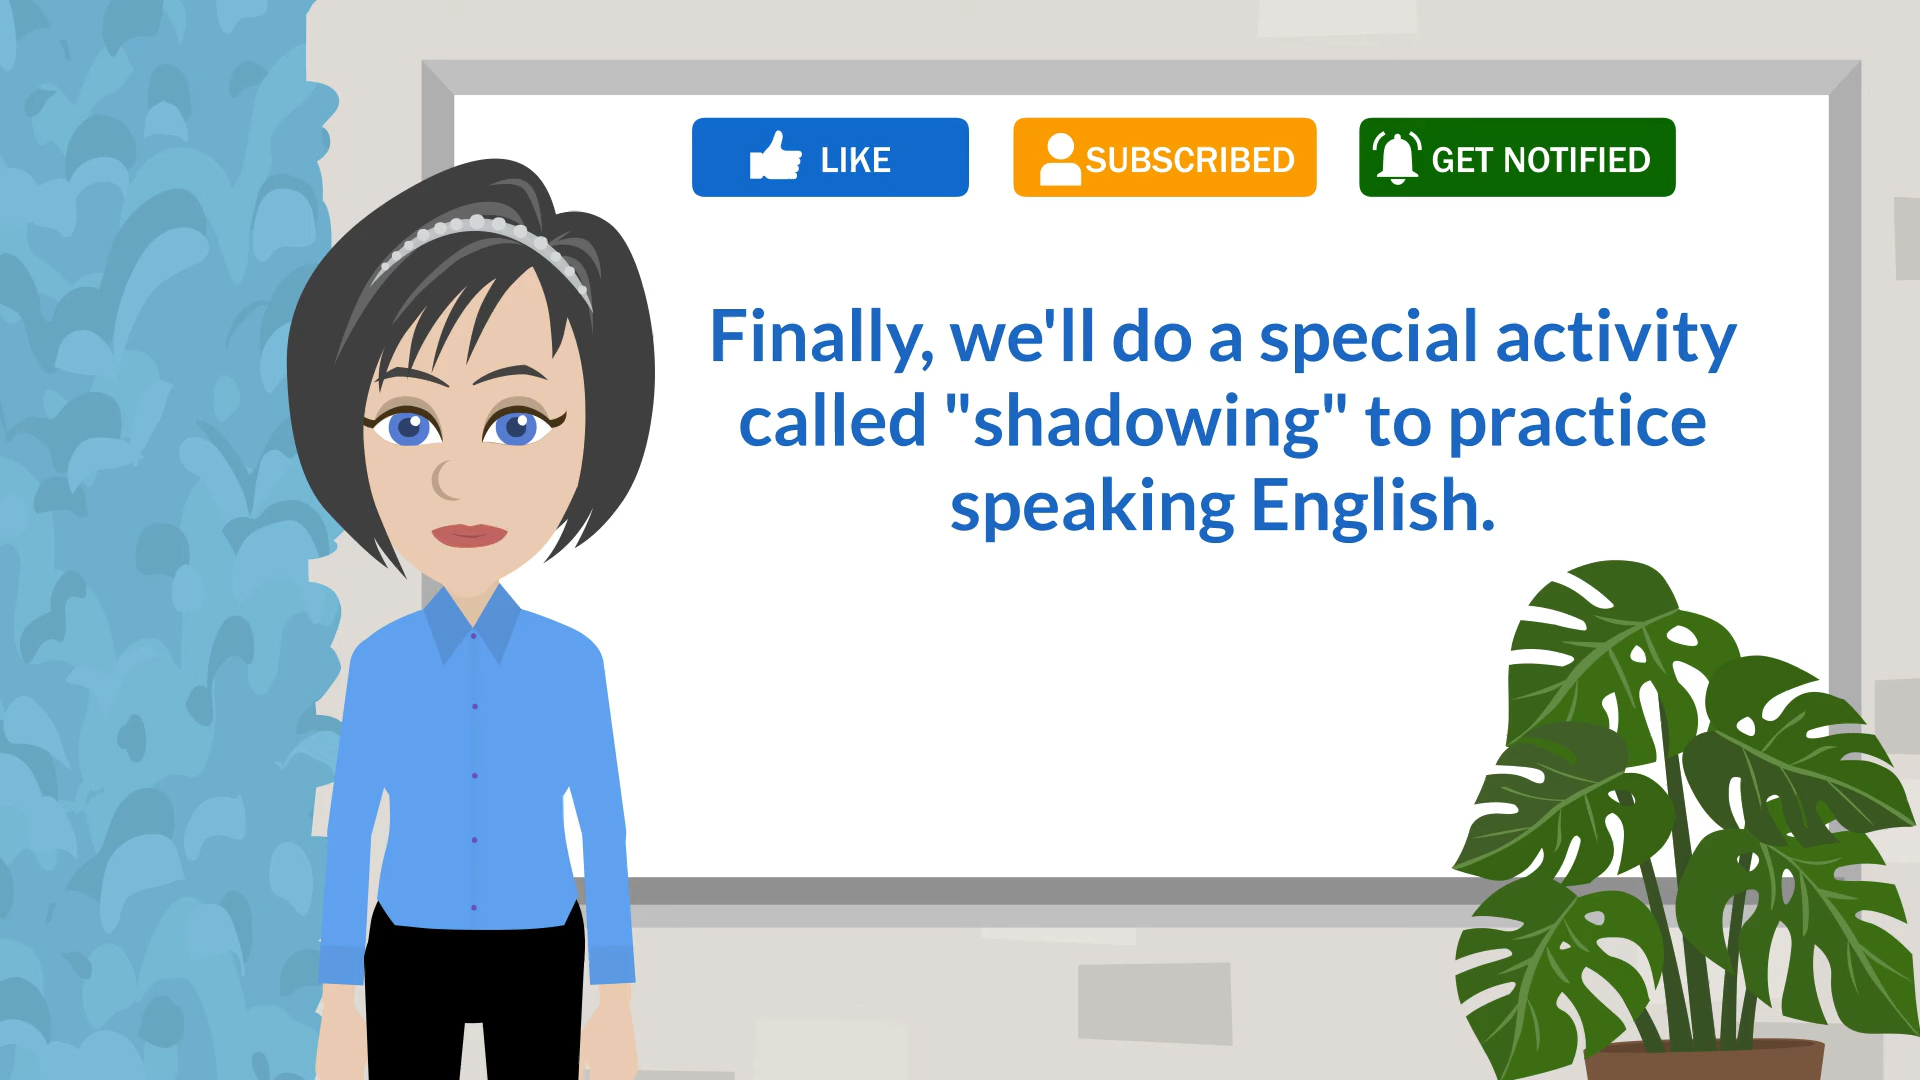 LIKE
SUBSCRIBED
GET NOTIFIED
Finally, we'll do a special activity
called "shadowing" to practice
speaking English.